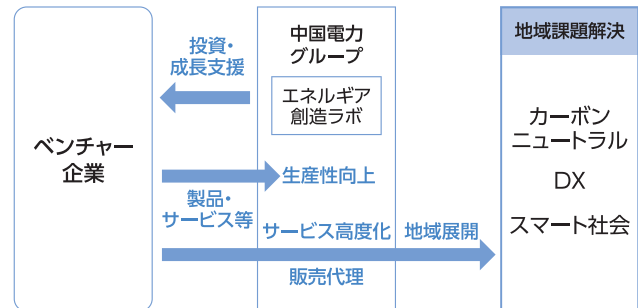 ベンチャー
企業
投資・
成長支援
中国電力
グループ
エネルギア
創造ラボ
製品・
サービス等
生産性向上
サービス高度化
地域展開
販売代理
地域課題解決
カーボン
ニュートラル
DX
スマート社会